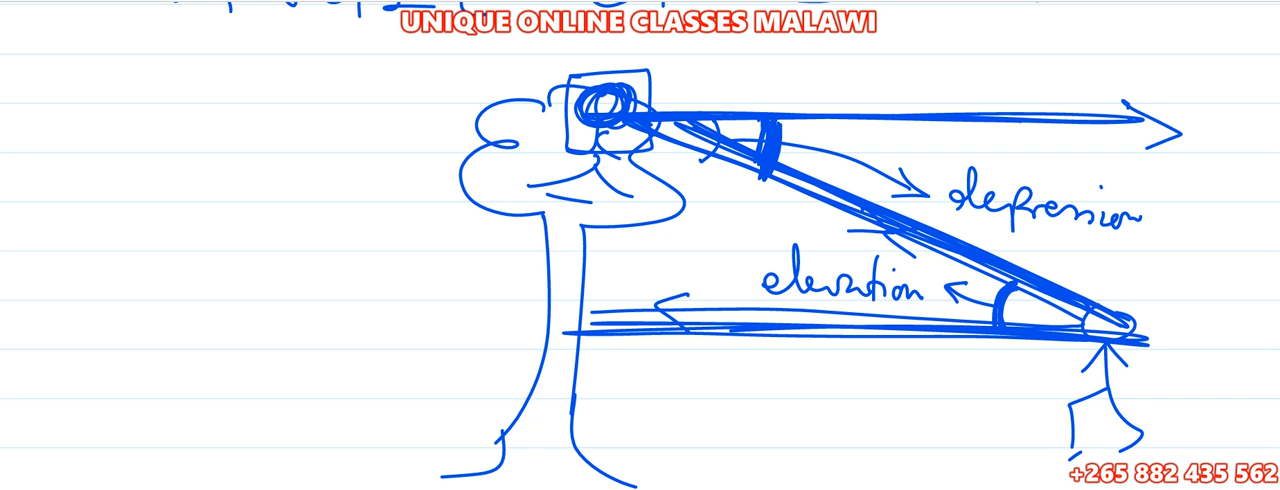 UNIQUE ONLINE CLASSES MALAWI
depression
elevation
+265 882 435 562